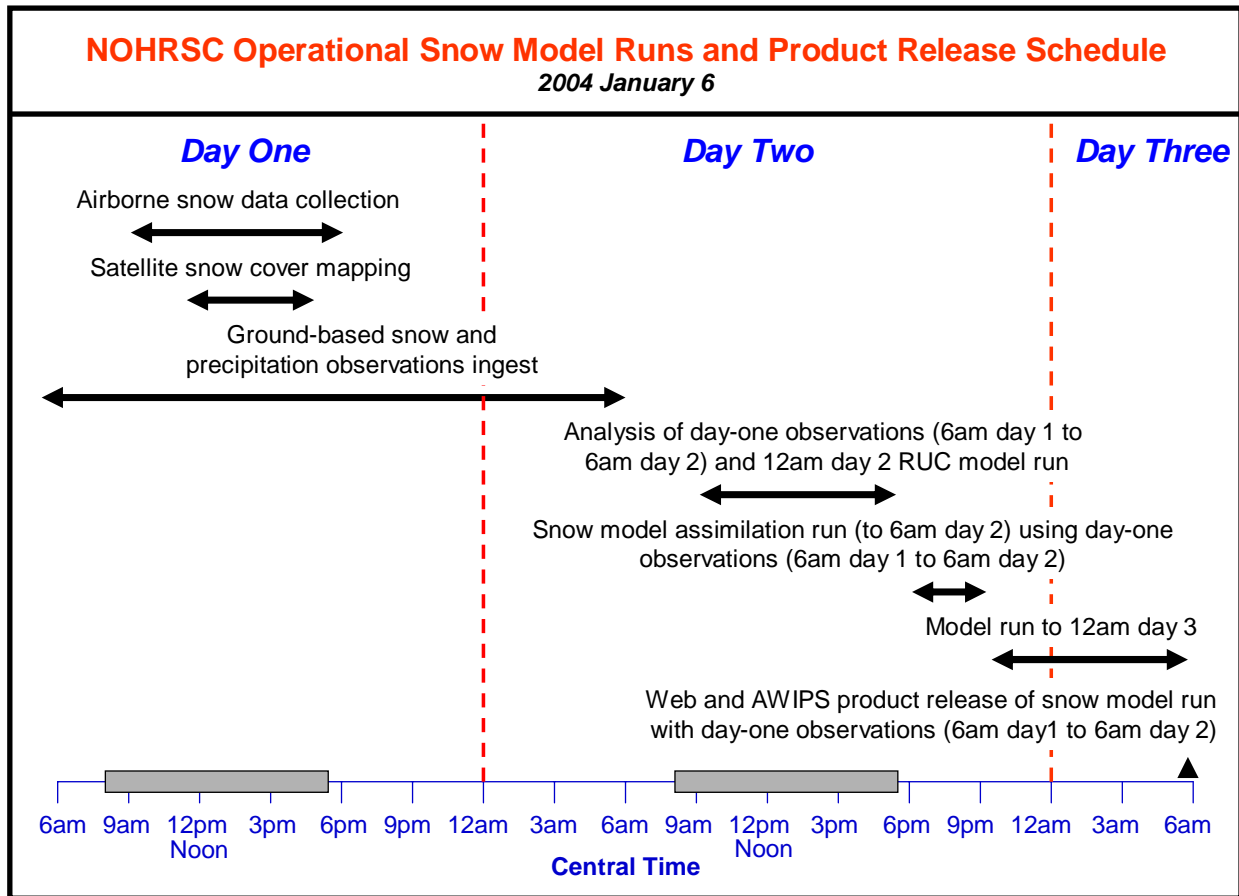 NOHRSC Operational Snow Model Runs and Product Release Schedule
2004 January 6
Day One
Day Two
Day Three
Airborne snow data collection
Satellite snow cover mapping
Ground-based snow and
precipitation observations ingest
Analysis of day-one observations (6am day 1 to
6am day 2) and 12am day 2 RUC model run
Snow model assimilation run (to 6am day 2) using day-one
observations (6am day 1 to 6am day 2)
Model run to 12am day 3
Web and AWIPS product release of snow model run
with day-one observations (6am day1 to 6am day 2)
6am 9am 12pm 3pm 6pm 9pm 12am 3am 6am 9am 12pm 3pm 6pm 9pm 12am 3am 6am
Noon Noon
Central Time